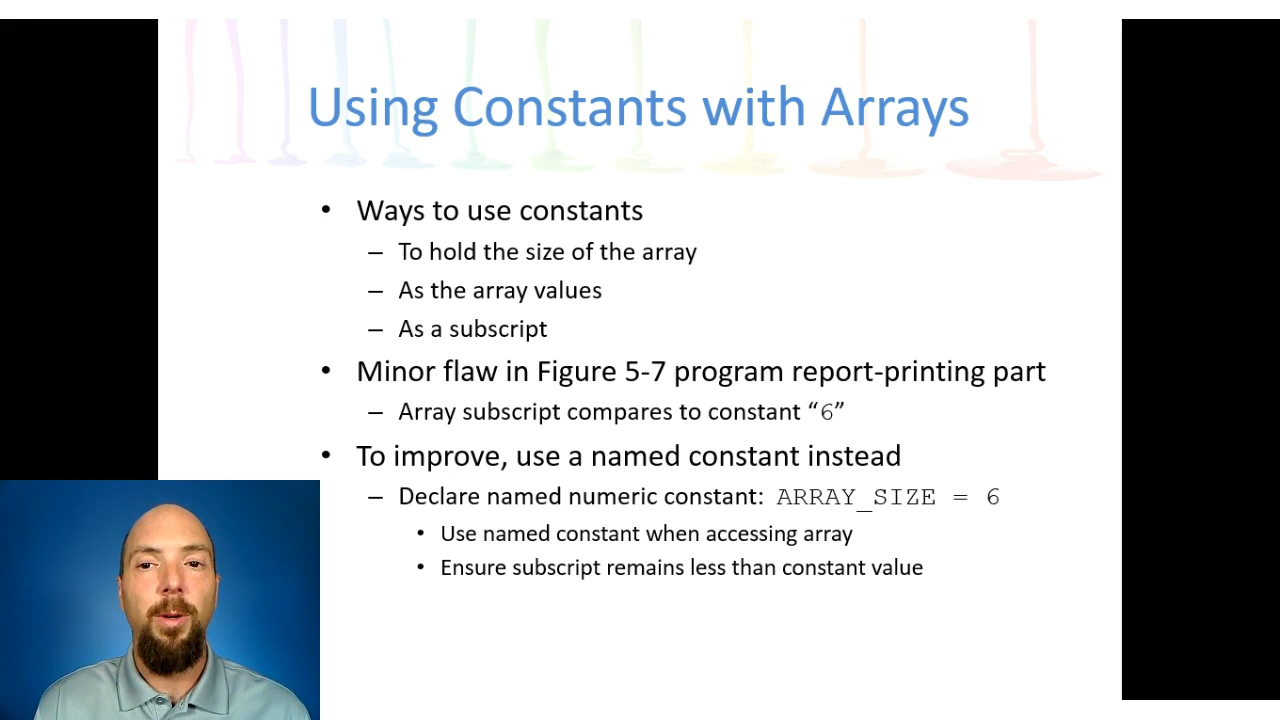 Using Constants with Arrays
• Ways to use constants
– To hold the size of the array
– As the array values
– As a subscript
• Minor flaw in Figure 5-7 program report-printing part
– Array subscript compares to constant “6”
• To improve, use a named constant instead
– Declare named numeric constant: ARRAY_SIZE = 6
• Use named constant when accessing array
• Ensure subscript remains less than constant value